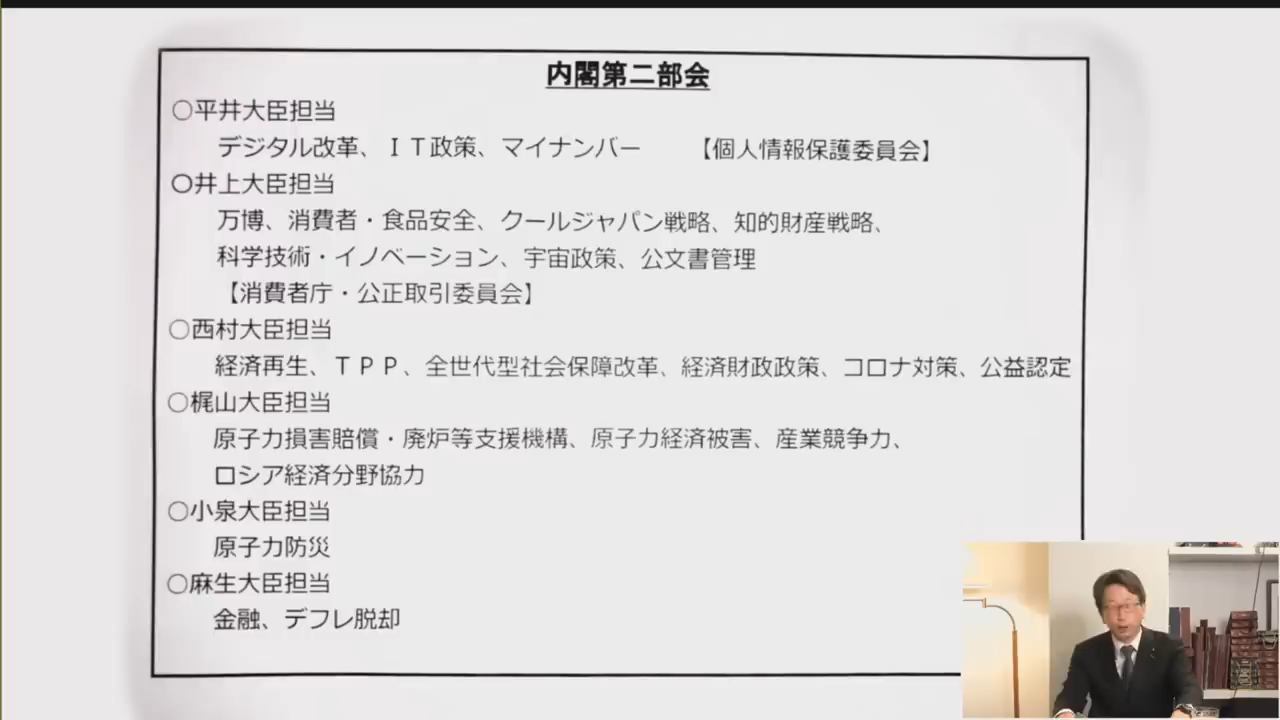 内閣第二部会
○平井大臣担当
デジタル改革、ＩＴ政策、マイナンバー　　【個人情報保護委員会】
○井上大臣担当
万博、消費者・食品安全、クールジャパン戦略、知的財産戦略、
科学技術・イノベーション、宇宙政策、公文書管理
【消費者庁・公正取引委員会】
○西村大臣担当
経済再生、ＴＰＰ、全世代型社会保障改革、経済財政政策、コロナ対策、公益認定
○梶山大臣担当
原子力損害賠償・廃炉等支援機構、原子力経済被害、産業競争力、
ロシア経済分野協力
○小泉大臣担当
原子力防災
○麻生大臣担当
金融、デフレ脱却